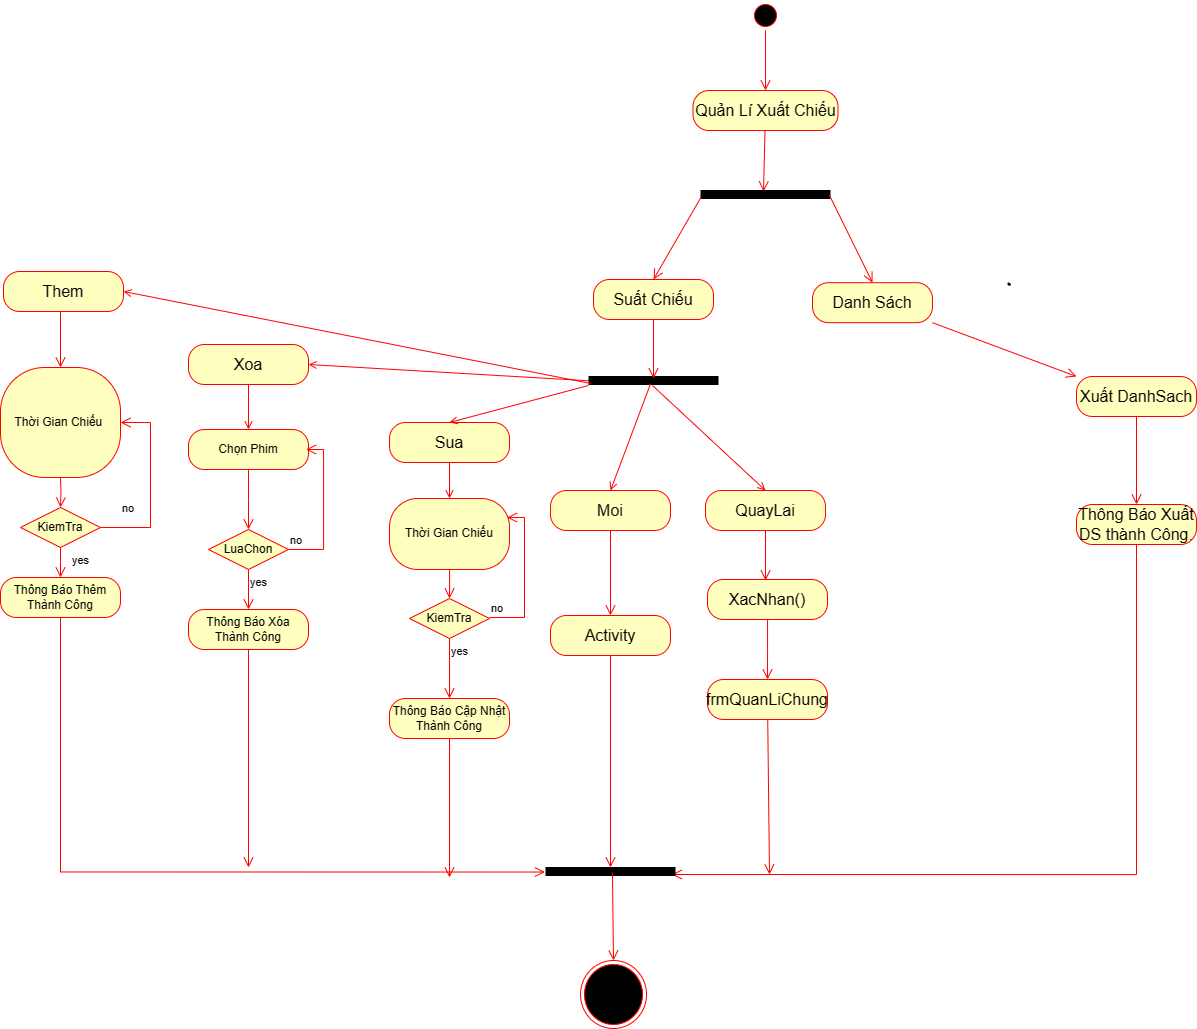 Quản Lí Xuất Chiếu
Suất Chiếu
Danh Sách
Them
Xoa
Sua
Moi
QuayLai
Xuất DanhSach
Thời Gian Chiếu
no
KiemTra
yes
Thông Báo Thêm
Thành Công
Chọn Phim
no
LuaChon
yes
Thông Báo Xóa
Thành Công
Thời Gian Chiếu
no
KiemTra
yes
Thông Báo Cập Nhật
Thành Công
Activity
XacNhan()
frmQuanLiChung
Thông Báo Xuất
DS thành Công.